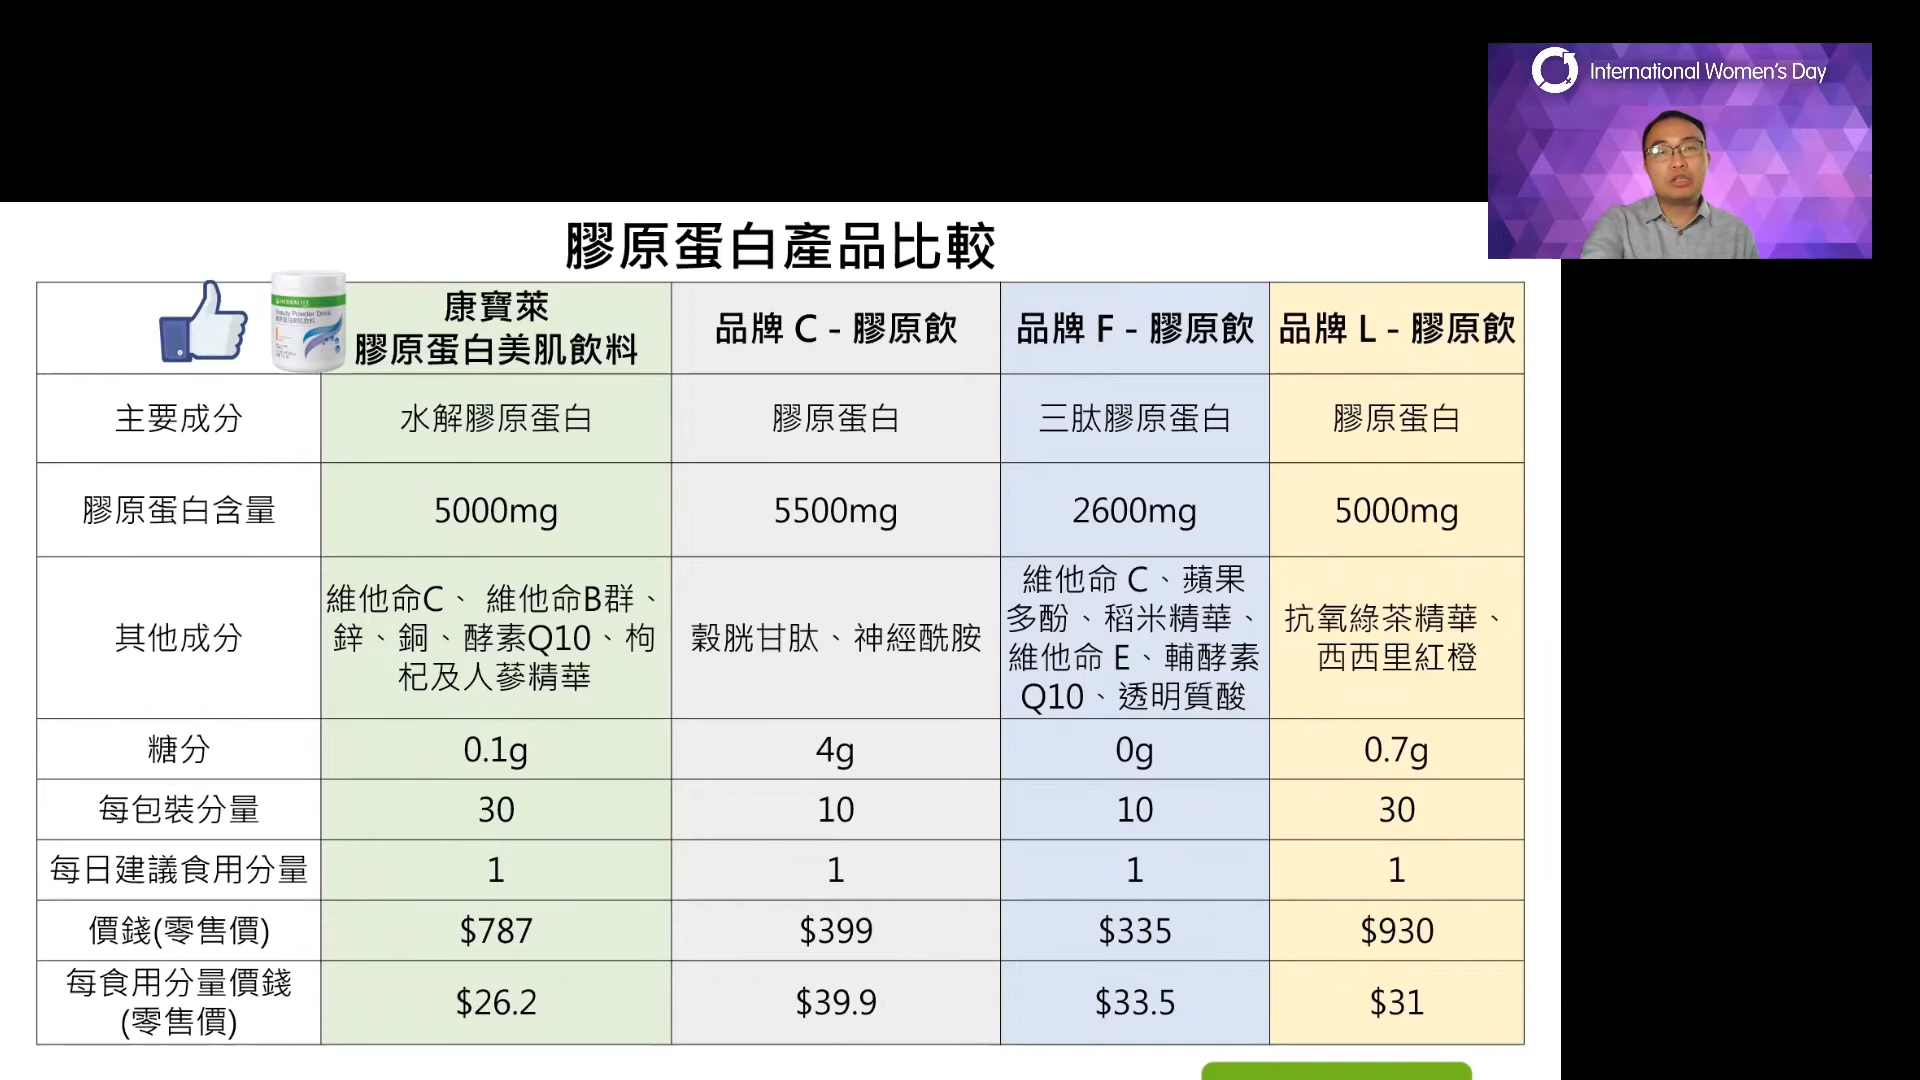 International Women's Day
膠原蛋白產品比較
HERBALIFE
Beauty Powder Drink
康寶萊
膠原蛋白美肌飲料
品牌 C - 膠原飲
品牌 F - 膠原飲
品牌 L - 膠原飲
主要成分
水解膠原蛋白
膠原蛋白
三肽膠原蛋白
膠原蛋白
膠原蛋白含量
5000mg
5500mg
2600mg
5000mg
其他成分
維他命C、 維他命B群、
鋅、銅、酵素Q10、枸
杞及人蔘精華
穀胱甘肽、神經酰胺
維他命 C、蘋果
多酚、稻米精華、
維他命 E、輔酵素
Q10、透明質酸
抗氧綠茶精華、
西西里紅橙
糖分
0.1g
4g
0g
0.7g
每包裝分量
30
10
10
30
每日建議食用分量
1
1
1
1
價錢(零售價)
$787
$399
$335
$930
每食用分量價錢
(零售價)
$26.2
$39.9
$33.5
$31